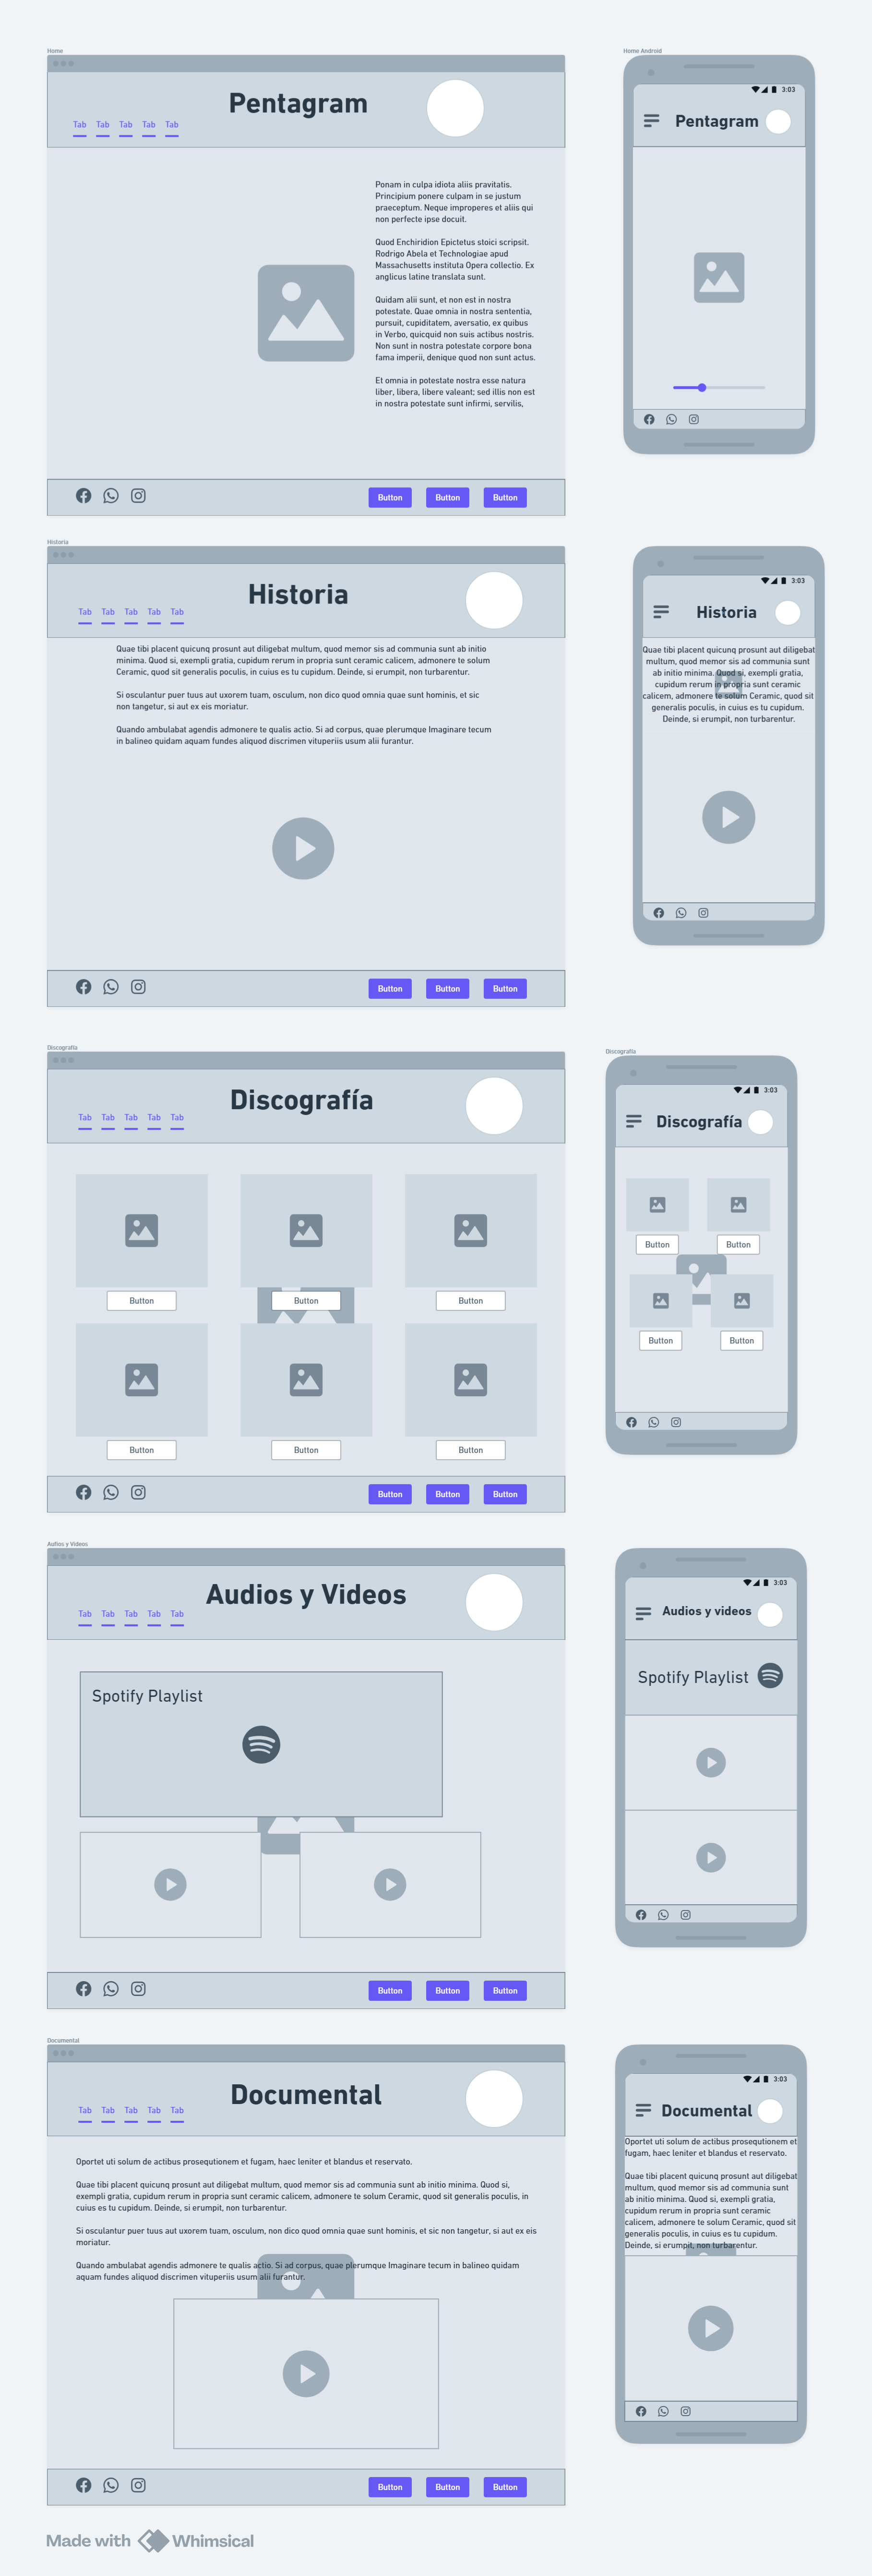 Home
Home Android
Pentagram
Tab Tab Tab Tab Tab
Ponam in culpa idiota aliis pravitatis.
Principium ponere culpam in se justum
praeceptum. Neque improperes et aliis qui
non perfecte ipse docuit.
Quod Enchiridion Epictetus stoici scripsit.
Rodrigo Abela et Technologiae apud
Massachusetts instituta Opera collectio. Ex
anglicus latine translata sunt.
Quidam alii sunt, et non est in nostra
potestate. Quae omnia in nostra sententia,
pursuit, cupiditatem, aversatio, ex quibus
in Verbo, quicquid non suis actibus nostris.
Non sunt in nostra potestate corpore bona
fama imperii, denique quod non sunt actus.
Et omnia in potestate nostra esse natura
liber, libera, libere valeant; sed illis non est
in nostra potestate sunt infirmi, servilis,
Button Button Button
3:03
Pentagram
Historia
Historia
Tab Tab Tab Tab Tab
Quae tibi placent quicunq prosunt aut diligebat multum, quod memor sis ad communia sunt ab initio
minima. Quod si, exempli gratia, cupidum rerum in propria sunt ceramic calicem, admonere te solum
Ceramic, quod sit generalis poculis, in cuius es tu cupidum. Deinde, si erumpit, non turbarentur.
Si osculantur puer tuus aut uxorem tuam, osculum, non dico quod omnia quae sunt hominis, et sic
non tangetur, si aut ex eis moriatur.
Quando ambulabat agendis admonere te qualis actio. Si ad corpus, quae plerumque Imaginare tecum
in balineo quidam aquam fundes aliquod discrimen vituperiis usum alii furantur.
Button Button Button
3:03
Historia
Quae tibi placent quicunq prosunt aut diligebat
multum, quod memor sis ad communia sunt
ab initio minima. Quod si, exempli gratia,
cupidum rerum in propria sunt ceramic
calicem, admonere te solum Ceramic, quod sit
generalis poculis, in cuius es tu cupidum.
Deinde, si erumpit, non turbarentur.
Discografía
Discografía
Tab Tab Tab Tab Tab
Button Button Button
Button Button Button
Button Button Button
Discografía
3:03
Discografía
Button Button
Button Button
Audios y Videos
Audios y Videos
Tab Tab Tab Tab Tab
Spotify Playlist
Button Button Button
3:03
Audios y videos
Spotify Playlist
Documental
Documental
Tab Tab Tab Tab Tab
Oportet uti solum de actibus prosequtionem et fugam, haec leniter et blandus et reservato.
Quae tibi placent quicunq prosunt aut diligebat multum, quod memor sis ad communia sunt ab initio minima. Quod si,
exempli gratia, cupidum rerum in propria sunt ceramic calicem, admonere te solum Ceramic, quod sit generalis poculis, in
cuius es tu cupidum. Deinde, si erumpit, non turbarentur.
Si osculantur puer tuus aut uxorem tuam, osculum, non dico quod omnia quae sunt hominis, et sic non tangetur, si aut ex eis
moriatur.
Quando ambulabat agendis admonere te qualis actio. Si ad corpus, quae plerumque Imaginare tecum in balineo quidam
aquam fundes aliquod discrimen vituperiis usum alii furantur.
Button Button Button
3:03
Documental
Oportet uti solum de actibus prosequtionem et
fugam, haec leniter et blandus et reservato.
Quae tibi placent quicunq prosunt aut diligebat
multum, quod memor sis ad communia sunt
ab initio minima. Quod si, exempli gratia,
cupidum rerum in propria sunt ceramic
calicem, admonere te solum Ceramic, quod sit
generalis poculis, in cuius es tu cupidum.
Deinde, si erumpit, non turbarentur.
Made with Whimsical